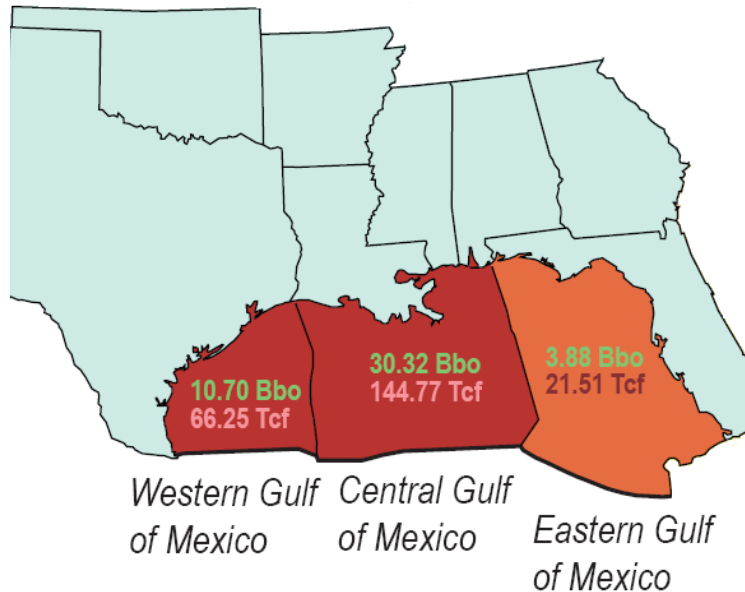 10.70 Bbo
66.25 Tcf
30.32 Bbo
144.77 Tcf
3.88 Bbo
21.51 Tcf
Western Gulf
of Mexico
Central Gulf
of Mexico
Eastern Gulf
of Mexico